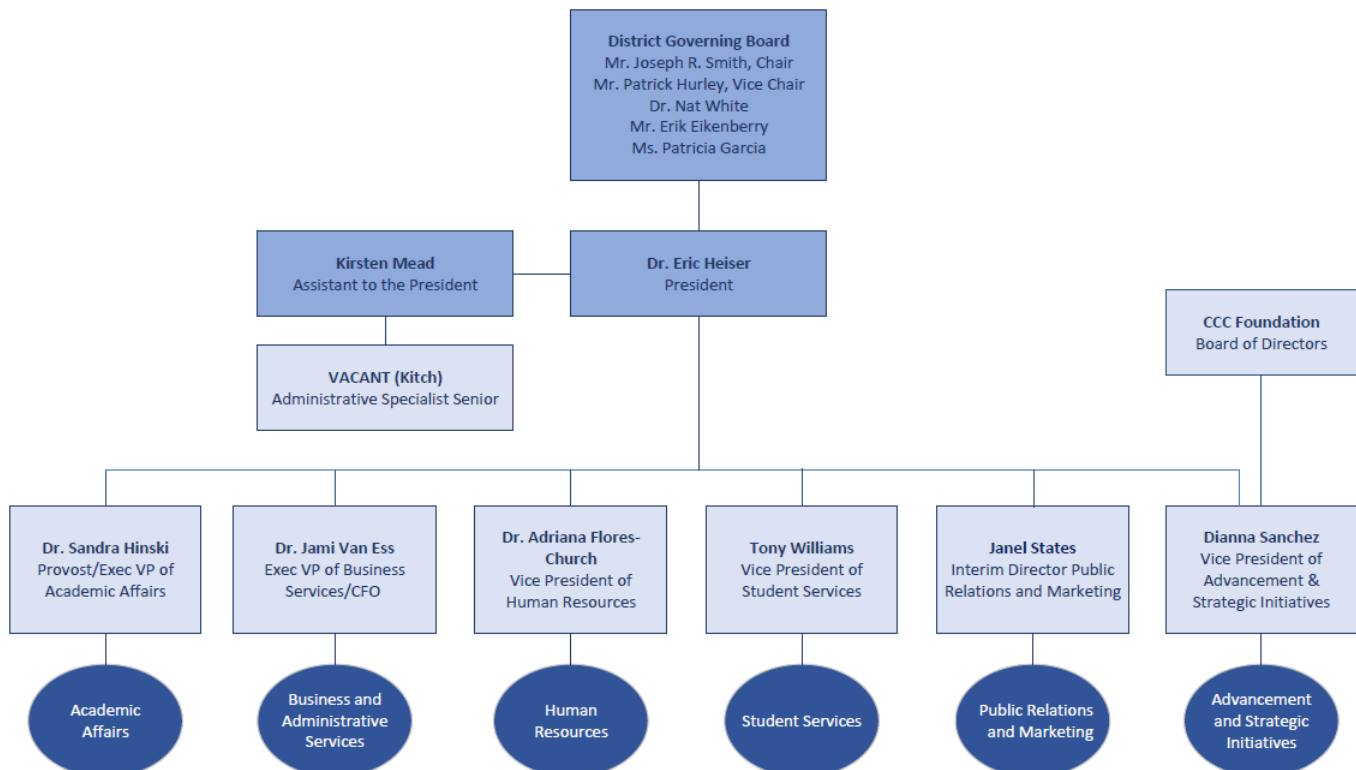 District Governing Board
Mr. Joseph R. Smith, Chair
Mr. Patrick Hurley, Vice Chair
Dr. Nat White
Mr. Erik Eikenberry
Ms. Patricia Garcia
Kirsten Mead
Assistant to the President
Dr. Eric Heiser
President
VACANT (Kitch)
Administrative Specialist Senior
CCC Foundation
Board of Directors
Dr. Sandra Hinski
Provost/Exec VP of
Academic Affairs
Dr. Jami Van Ess
Exec VP of Business
Services/CFO
Dr. Adriana Flores-
Church
Vice President of
Human Resources
Tony Williams
Vice President of
Student Services
Janel States
Interim Director Public
Relations and Marketing
Dianna Sanchez
Vice President of
Advancement &
Strategic Initiatives
Academic
Affairs
Business and
Administrative
Services
Human
Resources
Student Services
Public Relations
and Marketing
Advancement
and Strategic
Initiatives